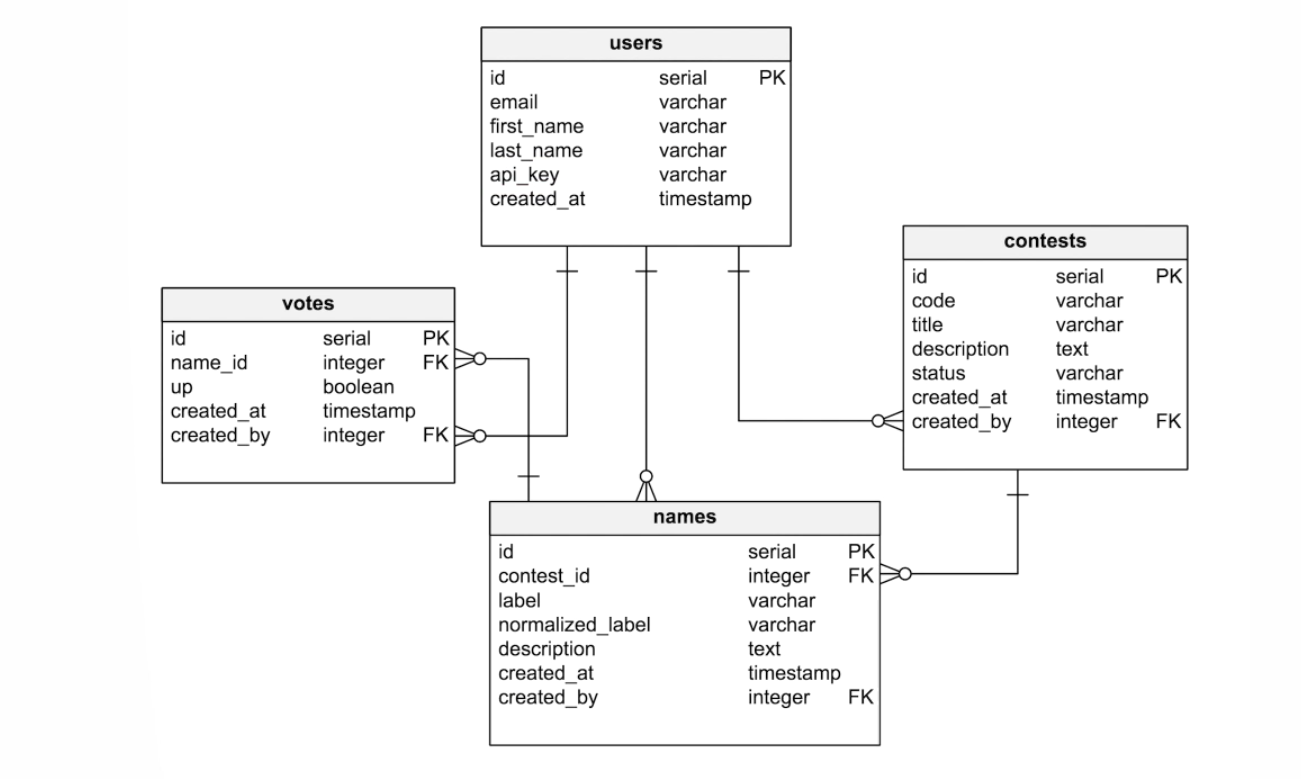 users
id serial PK
email varchar
first_name varchar
last_name varchar
api_key varchar
created_at timestamp
contests
id serial PK
code varchar
title varchar
description text
status varchar
created_at timestamp
created_by integer FK
votes
id serial PK
name_id integer FK
up boolean
created_at timestamp
created_by integer FK
names
id serial PK
contest_id integer FK
label varchar
normalized_label varchar
description text
created_at timestamp
created_by integer FK